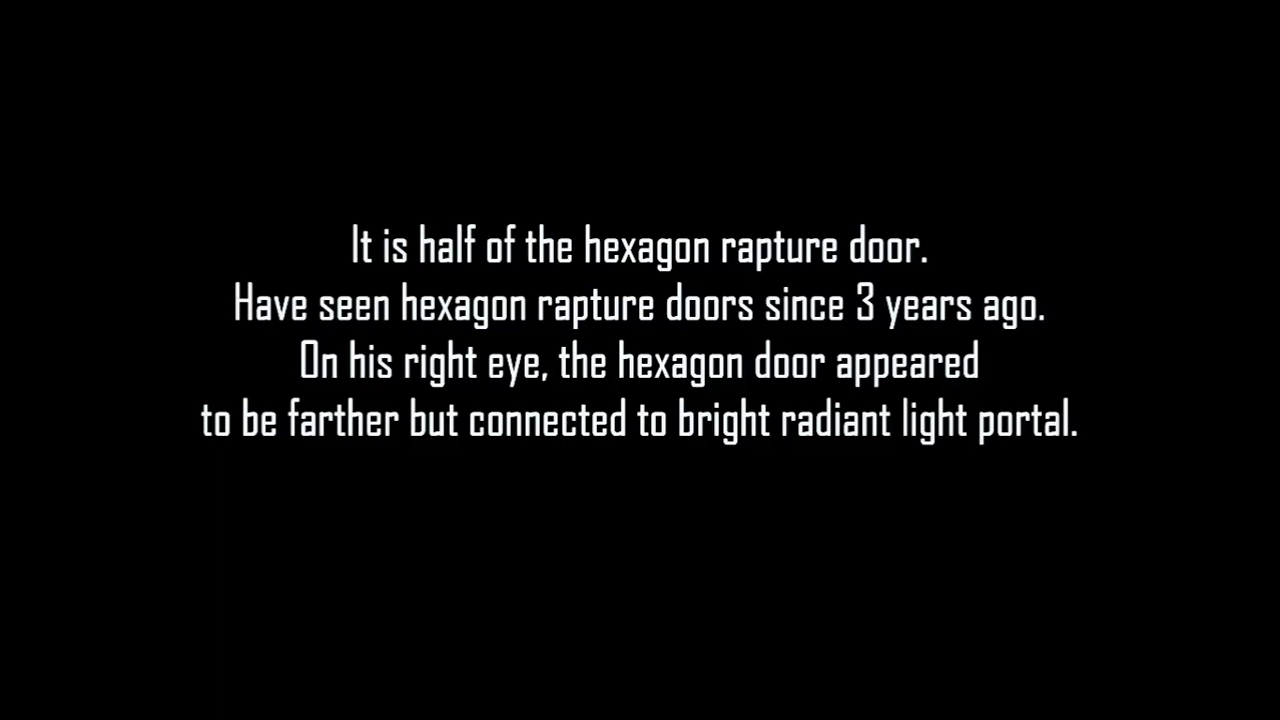 It is half of the hexagon rapture door.
Have seen hexagon rapture doors since 3 years ago.
On his right eye, the hexagon door appeared
to be farther but connected to bright radiant light portal.